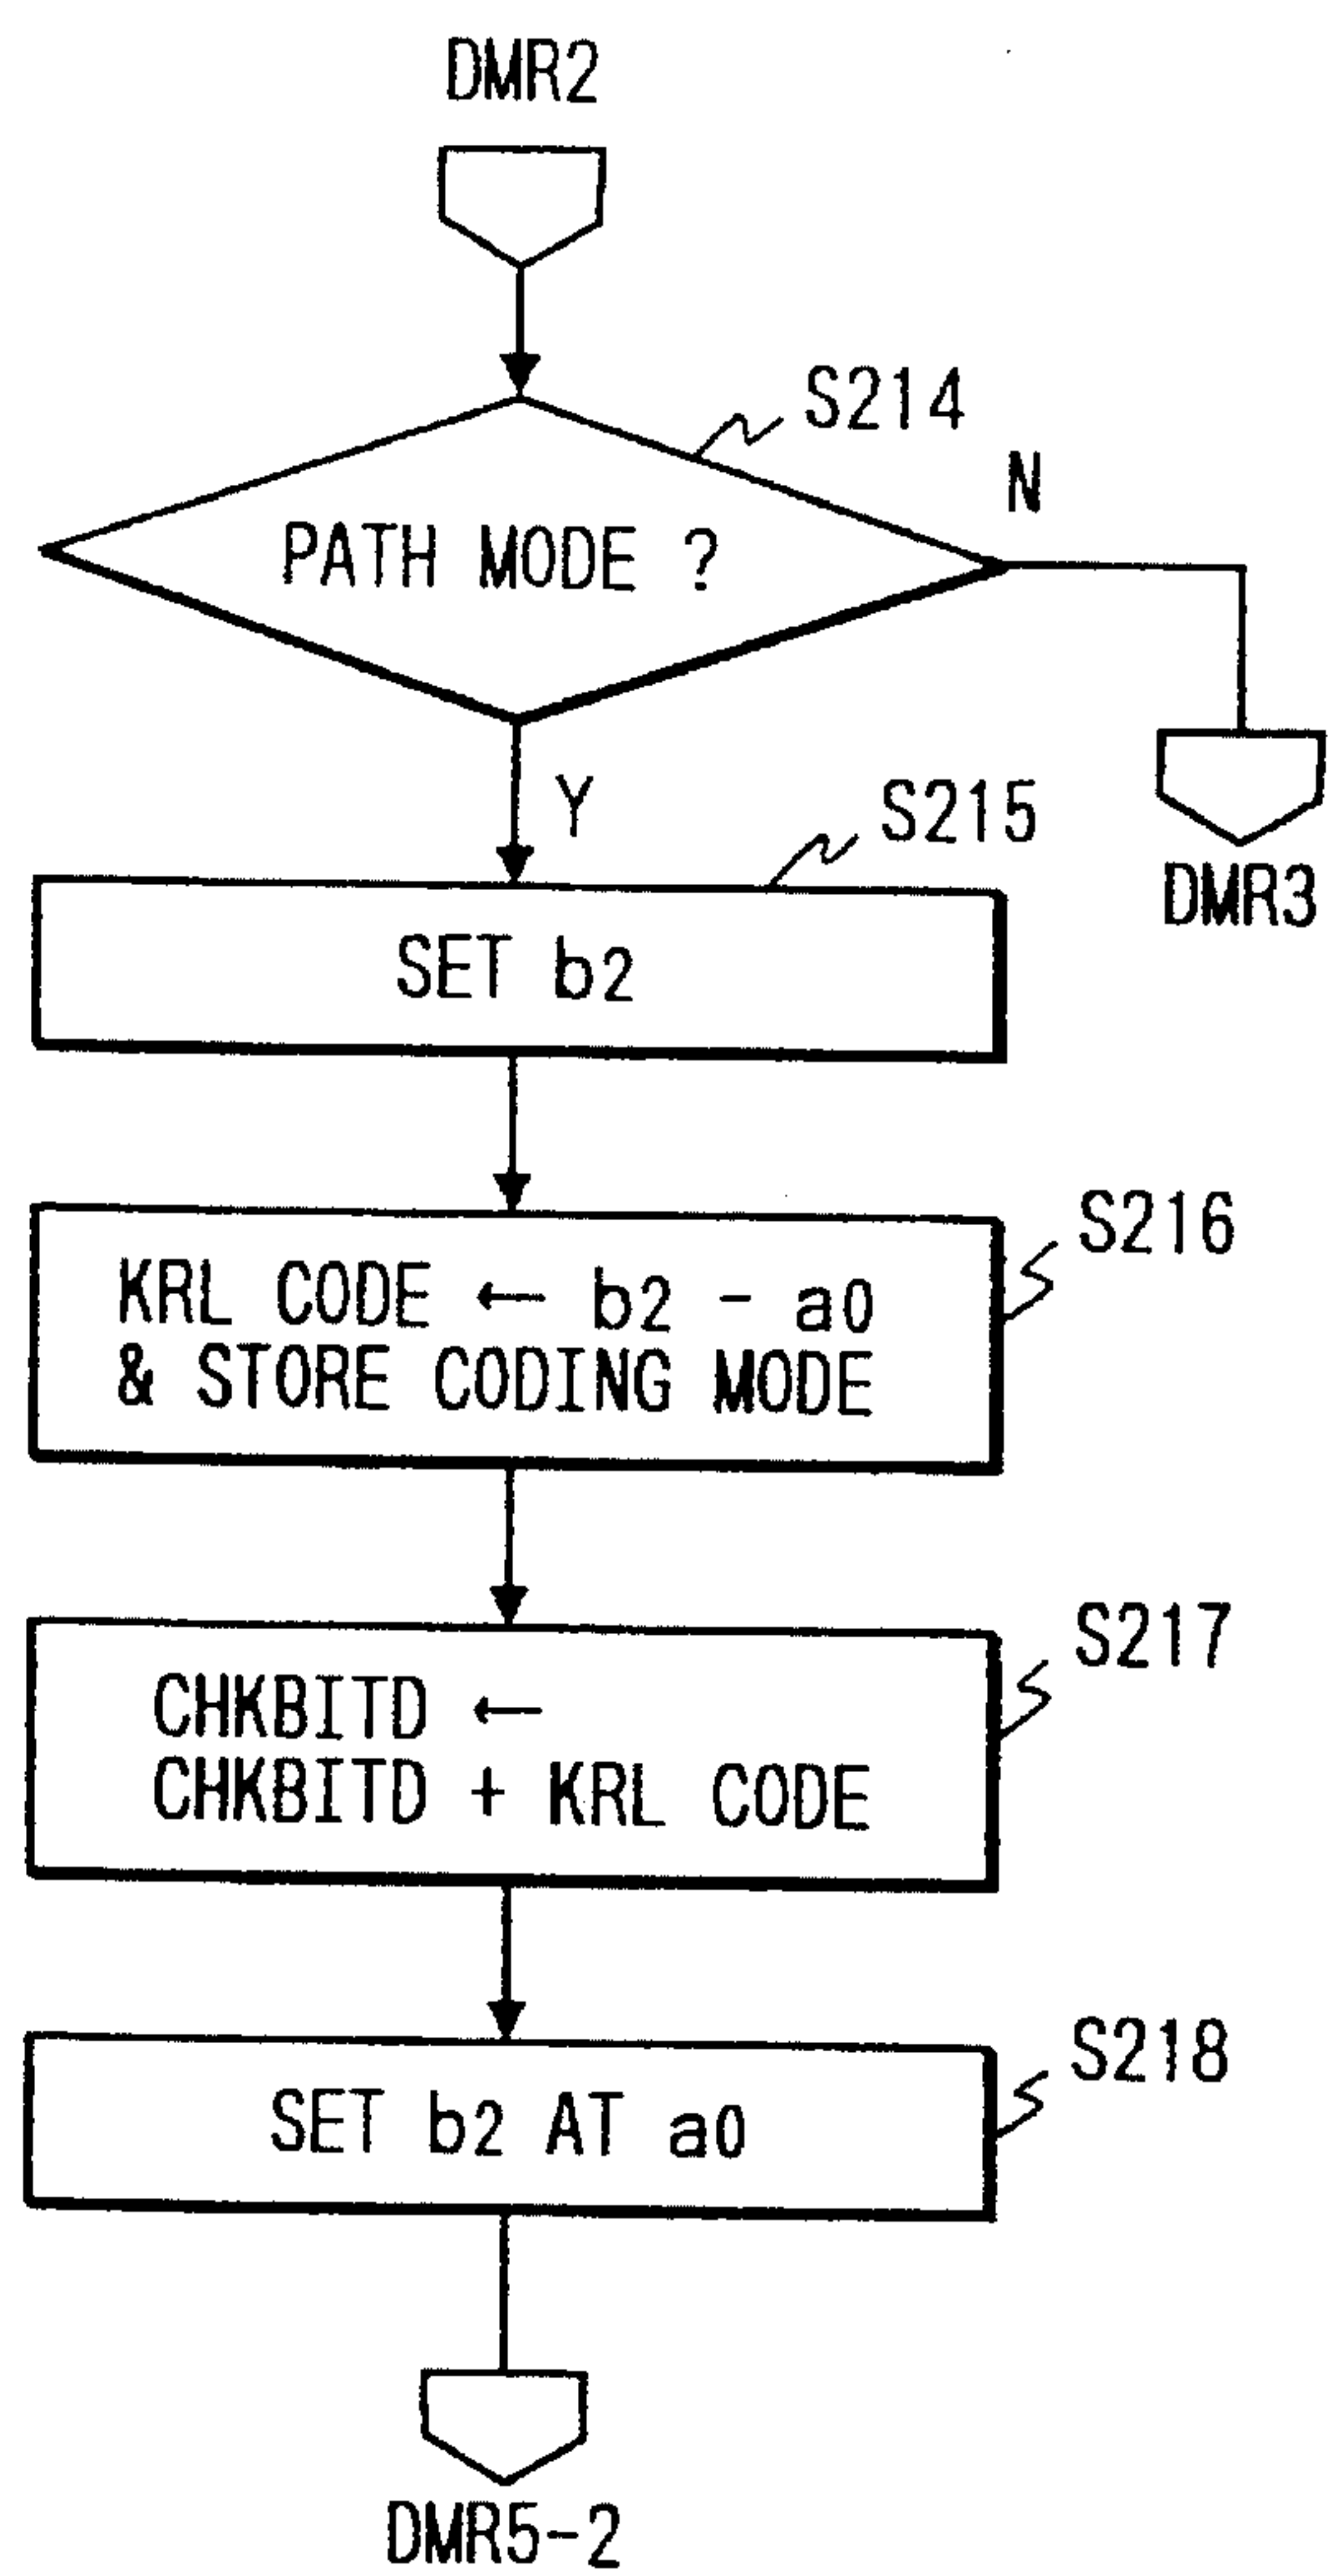 DMR2
S214
PATH MODE ?
N
Y
DMR3
S215
SET b2
S216
KRL CODE ← b2 - a0
& STORE CODING MODE
S217
CHKBITD ←
CHKBITD + KRL CODE
S218
SET b2 AT a0
DMR5-2